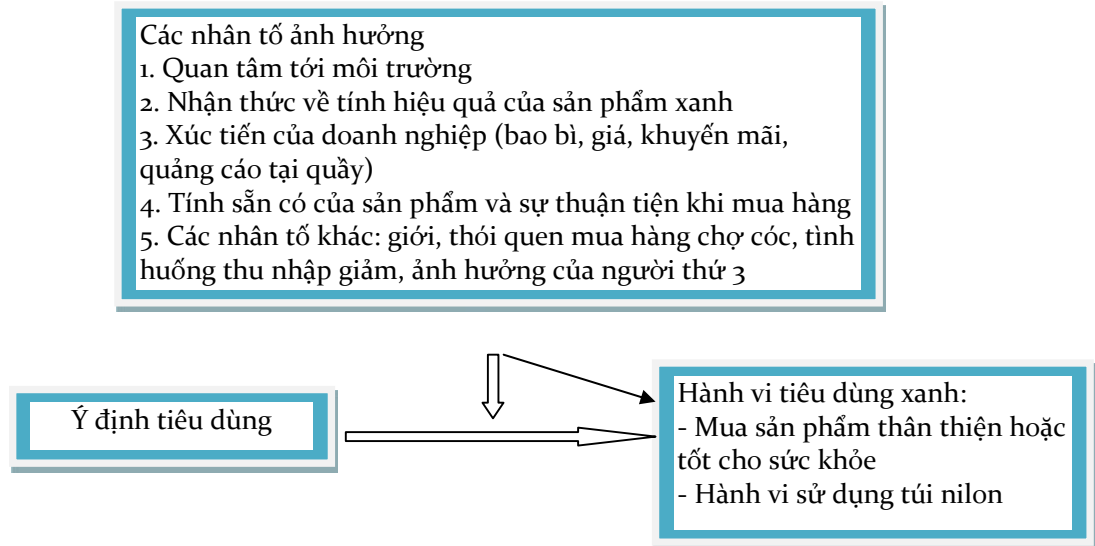 Các nhân tố ảnh hưởng
1. Quan tâm tới môi trường
2. Nhận thức về tính hiệu quả của sản phẩm xanh
3. Xúc tiến của doanh nghiệp (bao bì, giá, khuyến mãi,
quảng cáo tại quầy)
4. Tính sẵn có của sản phẩm và sự thuận tiện khi mua hàng
5. Các nhân tố khác: giới, thói quen mua hàng chợ cóc, tình
huống thu nhập giảm, ảnh hưởng của người thứ 3
Ý định tiêu dùng
Hành vi tiêu dùng xanh:
- Mua sản phẩm thân thiện hoặc
tốt cho sức khỏe
- Hành vi sử dụng túi nilon